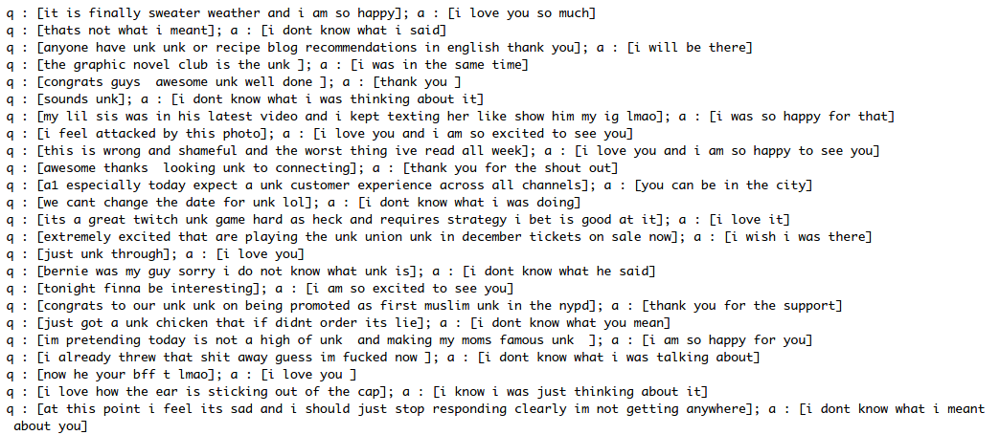 q : [it is finally sweater weather and i am so happy]; a : [i love you so much]
q : [thats not what i meant]; a : [i dont know what i said]
q : [anyone have unk unk or recipe blog recommendations in english thank you]; a : [i will be there]
q : [the graphic novel club is the unk ]; a : [i was in the same time]
q : [congrats guys  awesome unk well done ]; a : [thank you ]
q : [sounds unk]; a : [i dont know what i was thinking about it]
q : [my lil sis was in his latest video and i kept texting her like show him my ig lmao]; a : [i was so happy for that]
q : [i feel attacked by this photo]; a : [i love you and i am so excited to see you]
q : [this is wrong and shameful and the worst thing ive read all week]; a : [i love you and i am so happy to see you]
q : [awesome thanks  looking unk to connecting]; a : [thank you for the shout out]
q : [a1 especially today expect a unk customer experience across all channels]; a : [you can be in the city]
q : [we cant change the date for unk lol]; a : [i dont know what i was doing]
q : [its a great twitch unk game hard as heck and requires strategy i bet is good at it]; a : [i love it]
q : [extremely excited that are playing the unk union unk in december tickets on sale now]; a : [i wish i was there]
q : [just unk through]; a : [i love you]
q : [bernie was my guy sorry i do not know what unk is]; a : [i dont know what he said]
q : [tonight finna be interesting]; a : [i am so excited to see you]
q : [congrats to our unk unk on being promoted as first muslim unk in the nypd]; a : [thank you for the support]
q : [just got a unk chicken that if didnt order its lie]; a : [i dont know what you mean]
q : [im pretending today is not a high of unk  and making my moms famous unk  ]; a : [i am so happy for you]
q : [i already threw that shit away guess im fucked now ]; a : [i dont know what i was talking about]
q : [now he your bff t lmao]; a : [i love you ]
q : [i love how the ear is sticking out of the cap]; a : [i know i was just thinking about it]
q : [at this point i feel its sad and i should just stop responding clearly im not getting anywhere]; a : [i dont know what i meant
about you]